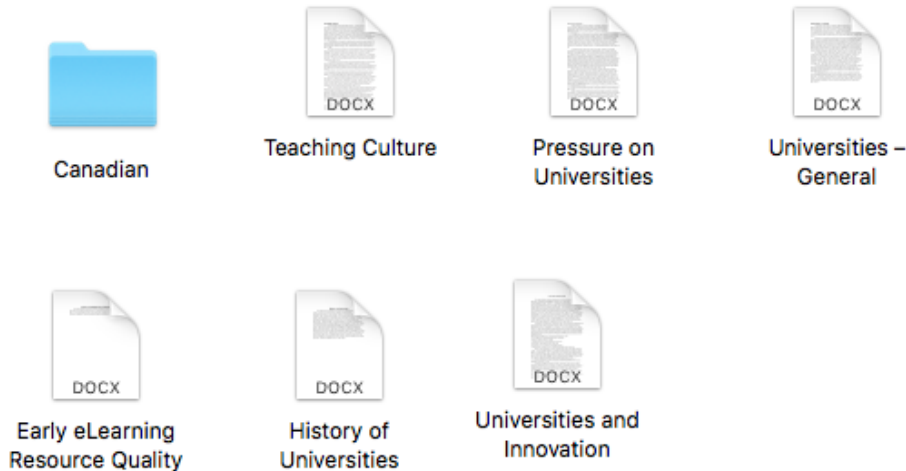 DOCX
DOCX
DOCX
Canadian
Teaching Culture
Pressure on
Universities
Universities –
General
DOCX
DOCX
DOCX
Early eLearning
Resource Quality
History of
Universities
Universities and
Innovation